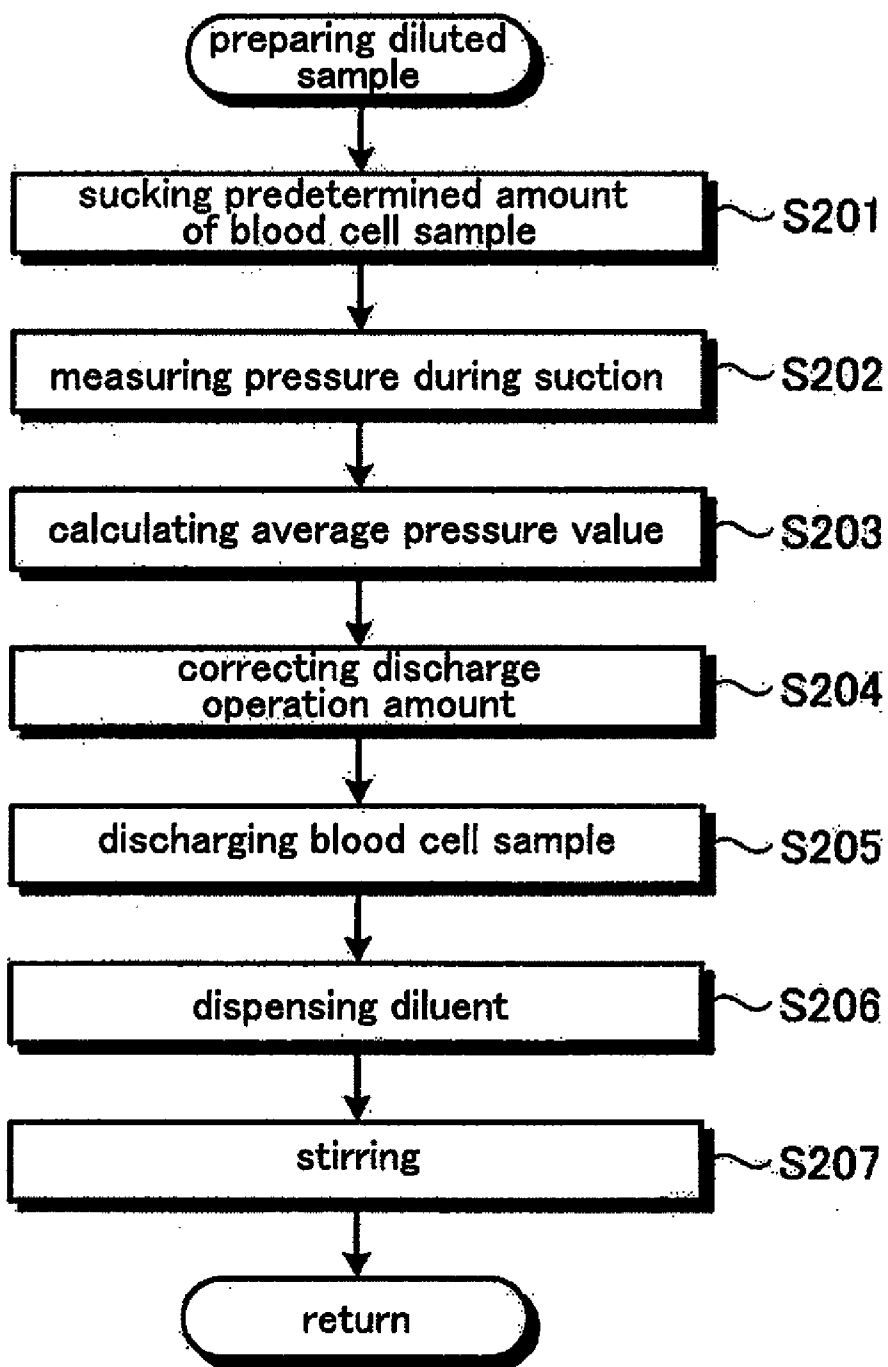 preparing diluted
sample
sucking predetermined amount
of blood cell sample
S201
measuring pressure during suction
S202
calculating average pressure value
S203
correcting discharge
operation amount
S204
discharging blood cell sample
S205
dispensing diluent
S206
stirring
S207
return